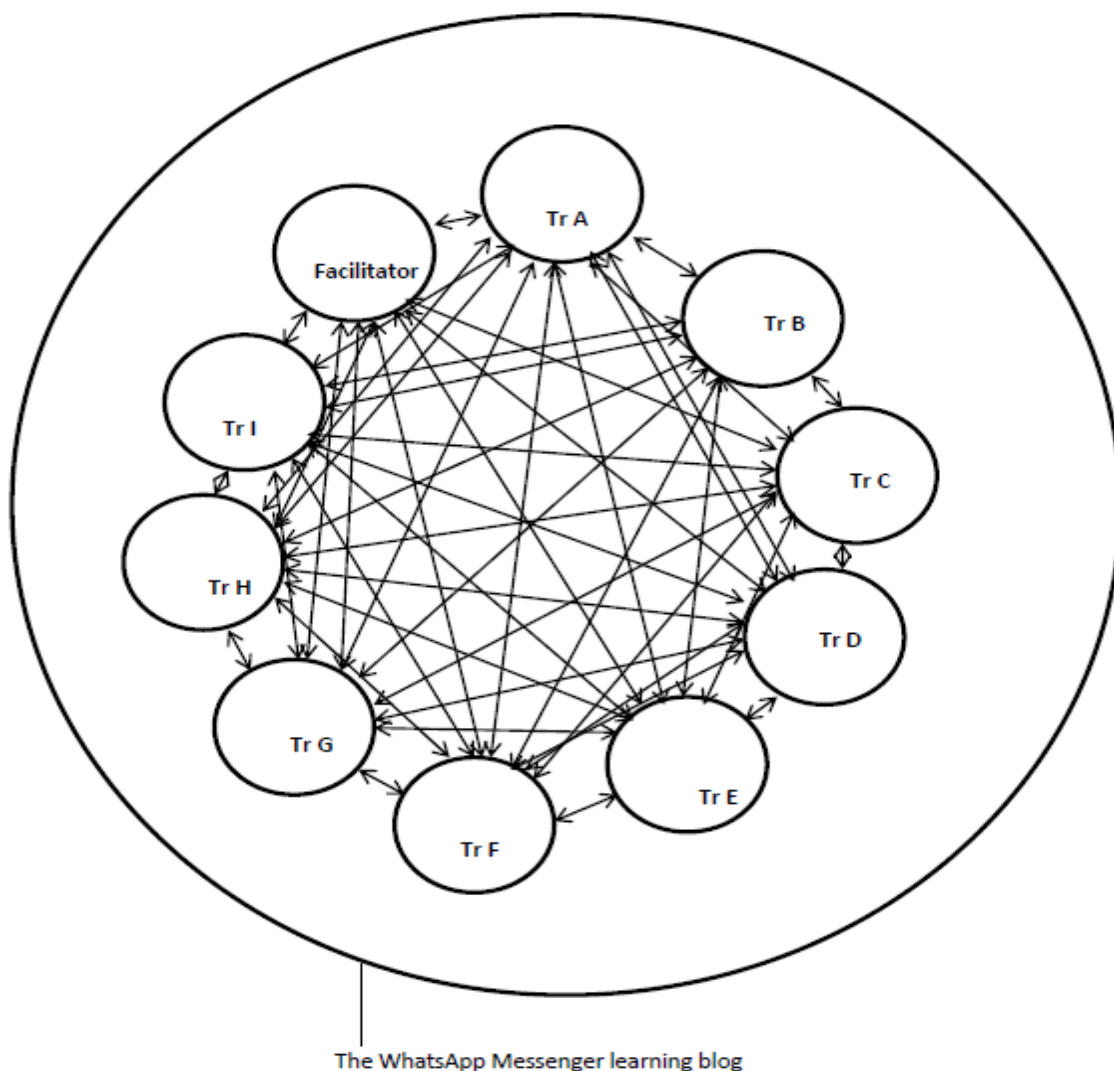 Tr A
Facilitator
Tr B
Tr I
Tr C
Tr H
Tr D
Tr G
Tr E
Tr F
The WhatsApp Messenger learning blog